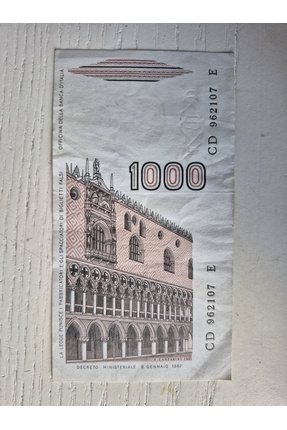 OFFICINA DELLA BANCA D'ITALIA
LA LEGGE PUNISCE I FABBRICATORI E GLI SPACCIATORI DI BIGLIETTI FALSI
1000
CD 962107 E
CD 962107 E
DECRETO MINISTERIALE 6 GENNAIO 1982